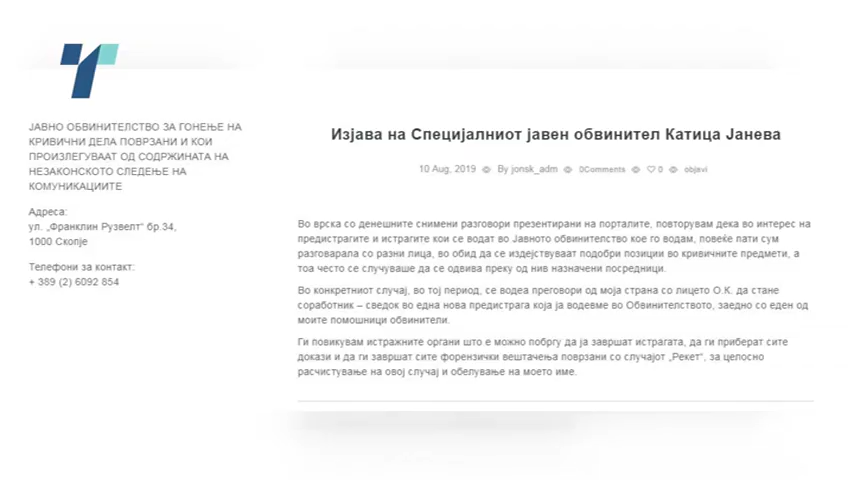 ЈАВНО ОБВИНИТЕЛСТВО ЗА ГОНЕЊЕ НА
КРИВИЧНИ ДЕЛА ПОВРЗАНИ И КОИ
ПРОИЗЛЕГУВААТ ОД СОДРЖИНАТА НА
НЕЗАКОНСКОТО СЛЕДЕЊЕ НА
КОМУНИКАЦИИТЕ
Адреса:
ул. „Франклин Рузвелт“ бр.34,
1000 Скопје
Телефони за контакт:
+ 389 (2) 6092 854
Изјава на Специјалниот јавен обвинител Катица Јанева
10 Aug, 2019 By jonsk_adm 0Comments 0 objavi
Во врска со денешните снимени разговори презентирани на порталите, повторувам дека во интерес на
предистрагите и истрагите кои се водат во Јавното обвинителство кое го водам, повеќе пати сум
разговарала со разни лица, во обид да се издејствуваат подобри позиции во кривичните предмети, а
тоа често се случуваше да се одвива преку од нив назначени посредници.
Во конкретниот случај, во тој период, се водеа преговори од моја страна со лицето О.К. да стане
соработник – сведок во една нова предистрага која ја водевме во Обвинителството, заедно со еден од
моите помошници обвинители.
Ги повикувам истражните органи што е можно побргу да ја завршат истрагата, да ги приберат сите
докази и да ги завршат сите форензички вештачења поврзани со случајот „Рекет“, за целосно
расчистување на овој случај и обелување на моето име.